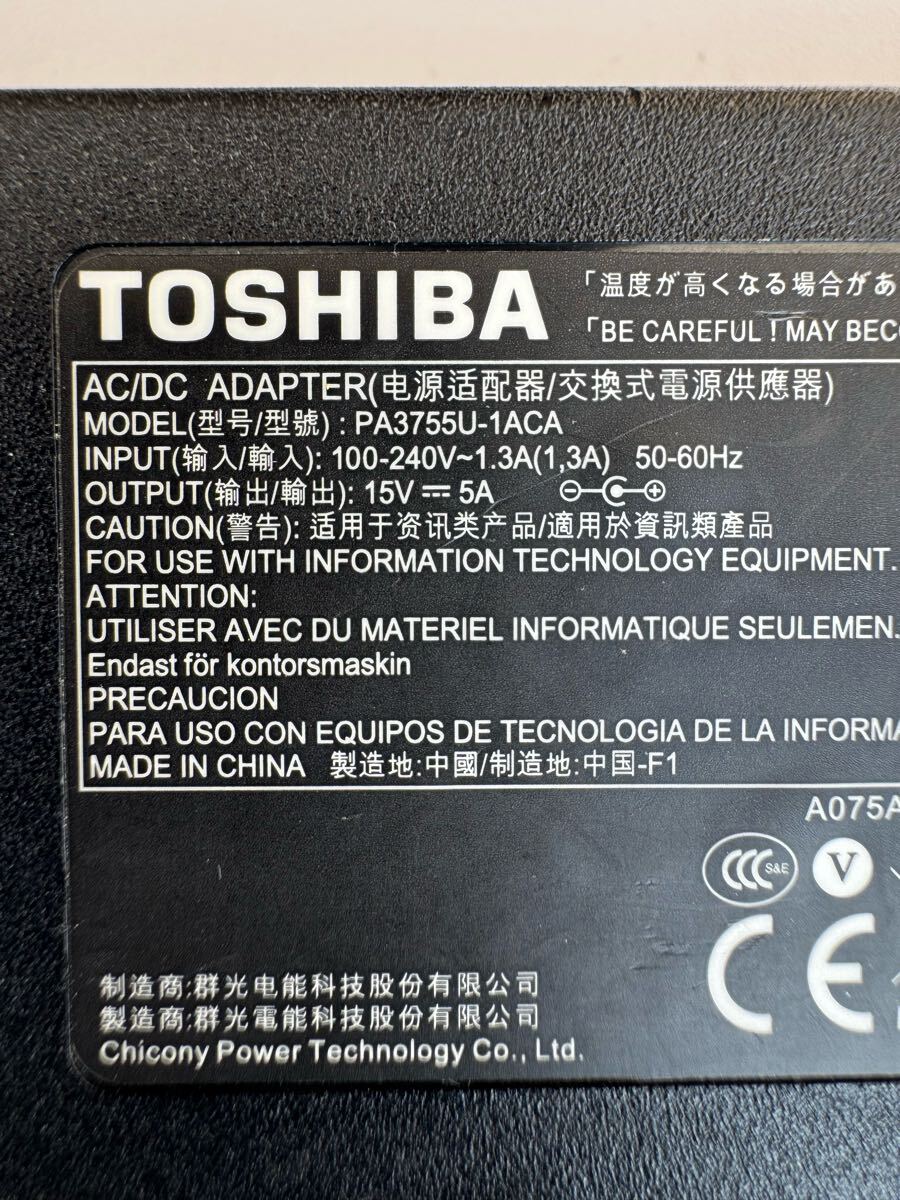 TOSHIBA
「温度が高くなる場合があ
「BE CAREFUL ! MAY BECO
AC/DC ADAPTER(电源适配器/交換式電源供應器)
MODEL(型号/型號) : PA3755U-1ACA
INPUT(输入/輸入): 100-240V~1.3A(1,3A) 50-60Hz
OUTPUT(输出/輸出): 15V ⎓ 5A
CAUTION(警告): 适用于资讯类产品/適用於資訊類產品
FOR USE WITH INFORMATION TECHNOLOGY EQUIPMENT.
ATTENTION:
UTILISER AVEC DU MATERIEL INFORMATIQUE SEULEMEN.
Endast för kontorsmaskin
PRECAUCION
PARA USO CON EQUIPOS DE TECNOLOGIA DE LA INFORMA
MADE IN CHINA 製造地:中國/制造地:中国-F1
A075A
CCC S&E V
CE
制造商:群光电能科技股份有限公司
製造商:群光電能科技股份有限公司
Chicony Power Technology Co., Ltd.